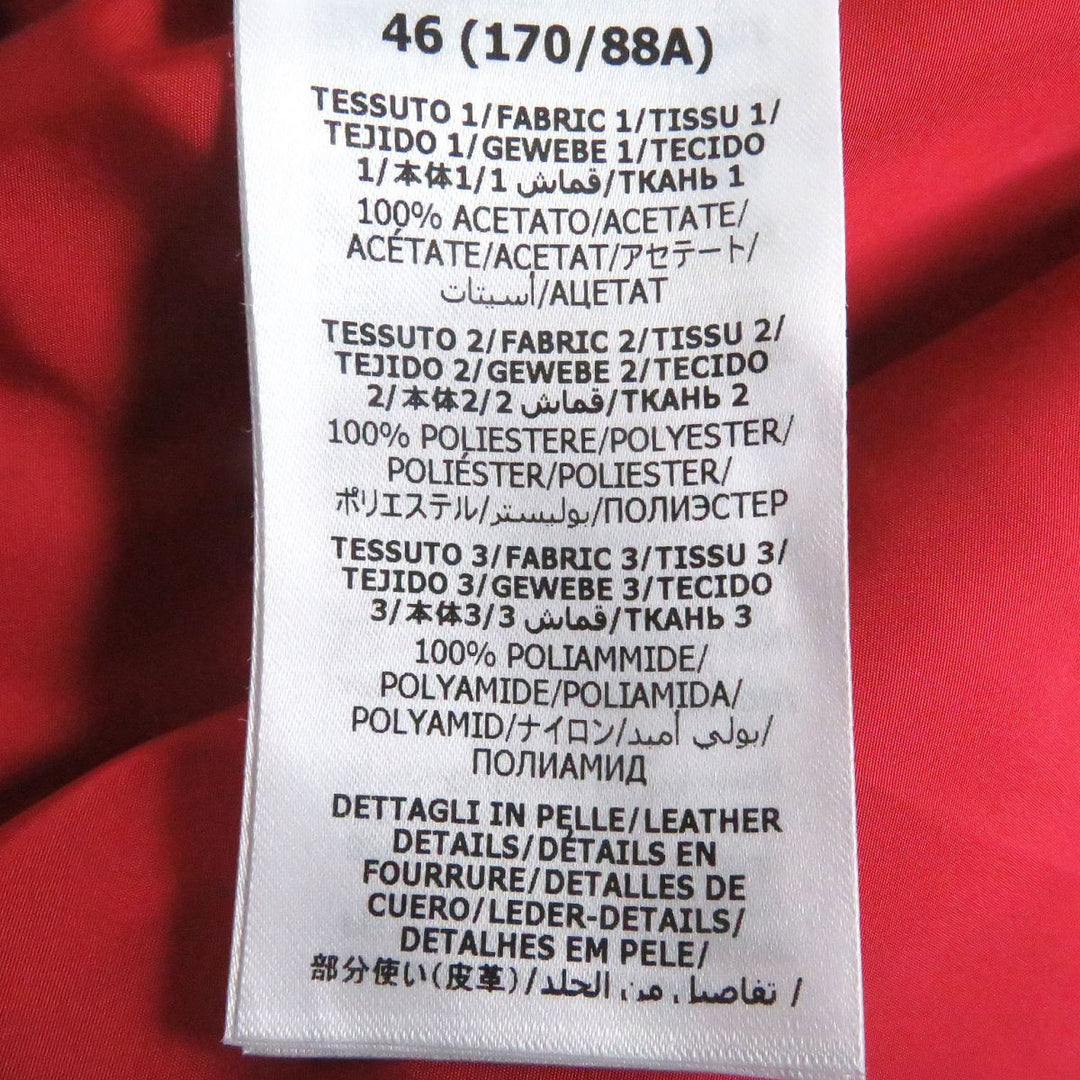 46 (170/88A)
TESSUTO 1/FABRIC 1/TISSU 1/
TEJIDO 1/GEWEBE 1/TECIDO
1/本体1/1 قماش/ТКАНЬ 1
100% ACETATO/ACETATE/
ACÉTATE/ACETAT/アセテート/
أسيتات/АЦЕТАТ
TESSUTO 2/FABRIC 2/TISSU 2/
TEJIDO 2/GEWEBE 2/TECIDO
2/本体2/2 قماش/ТКАНЬ 2
100% POLIESTERE/POLYESTER/
POLIÉSTER/POLIESTER/
ポリエステル/بوليستر/ПОЛИЭСТЕР
TESSUTO 3/FABRIC 3/TISSU 3/
TEJIDO 3/GEWEBE 3/TECIDO
3/本体3/3 قماش/ТКАНЬ 3
100% POLIAMMIDE/
POLYAMIDE/POLIAMIDA/
POLYAMID/ナイロン/بولي أميد/
ПОЛИАМИД
DETTAGLI IN PELLE/LEATHER
DETAILS/DÉTAILS EN
FOURRURE/DETALLES DE
CUERO/LEDER-DETAILS/
DETALHES EM PELE/
部分使い(皮革)/تفاصيل من الجلد /